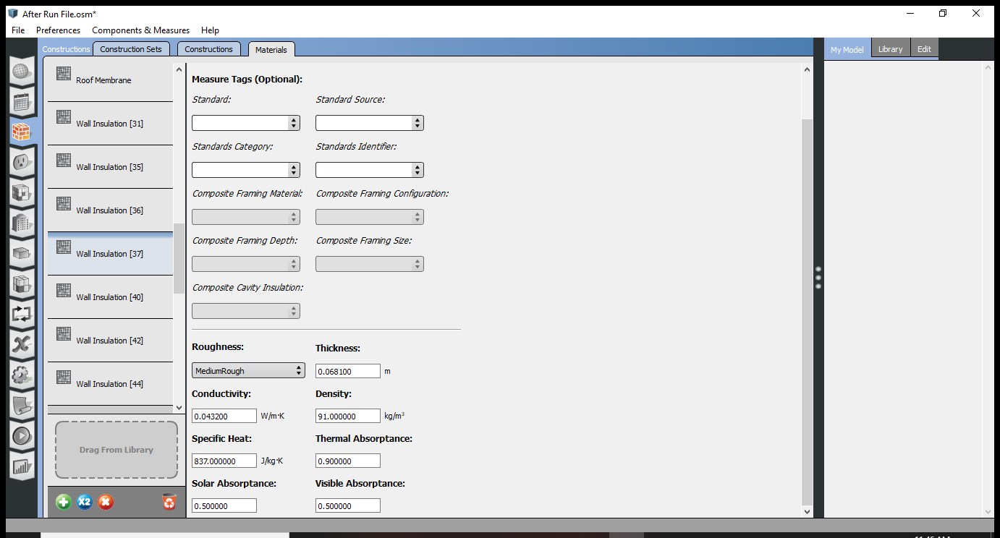 After Run File.osm*
File Preferences Components & Measures Help
Constructions Construction Sets Constructions Materials My Model Library Edit
Roof Membrane
Wall Insulation [31]
Wall Insulation [35]
Wall Insulation [36]
Wall Insulation [37]
Wall Insulation [40]
Wall Insulation [42]
Wall Insulation [44]
Drag From Library
X2
Measure Tags (Optional):
Standard: Standard Source:
Standards Category: Standards Identifier:
Composite Framing Material: Composite Framing Configuration:
Composite Framing Depth: Composite Framing Size:
Composite Cavity Insulation:
Roughness: Thickness:
MediumRough 0.068100 m
Conductivity: Density:
0.043200 W/m·K 91.000000 kg/m³
Specific Heat: Thermal Absorptance:
837.000000 J/kg·K 0.900000
Solar Absorptance: Visible Absorptance:
0.500000 0.500000